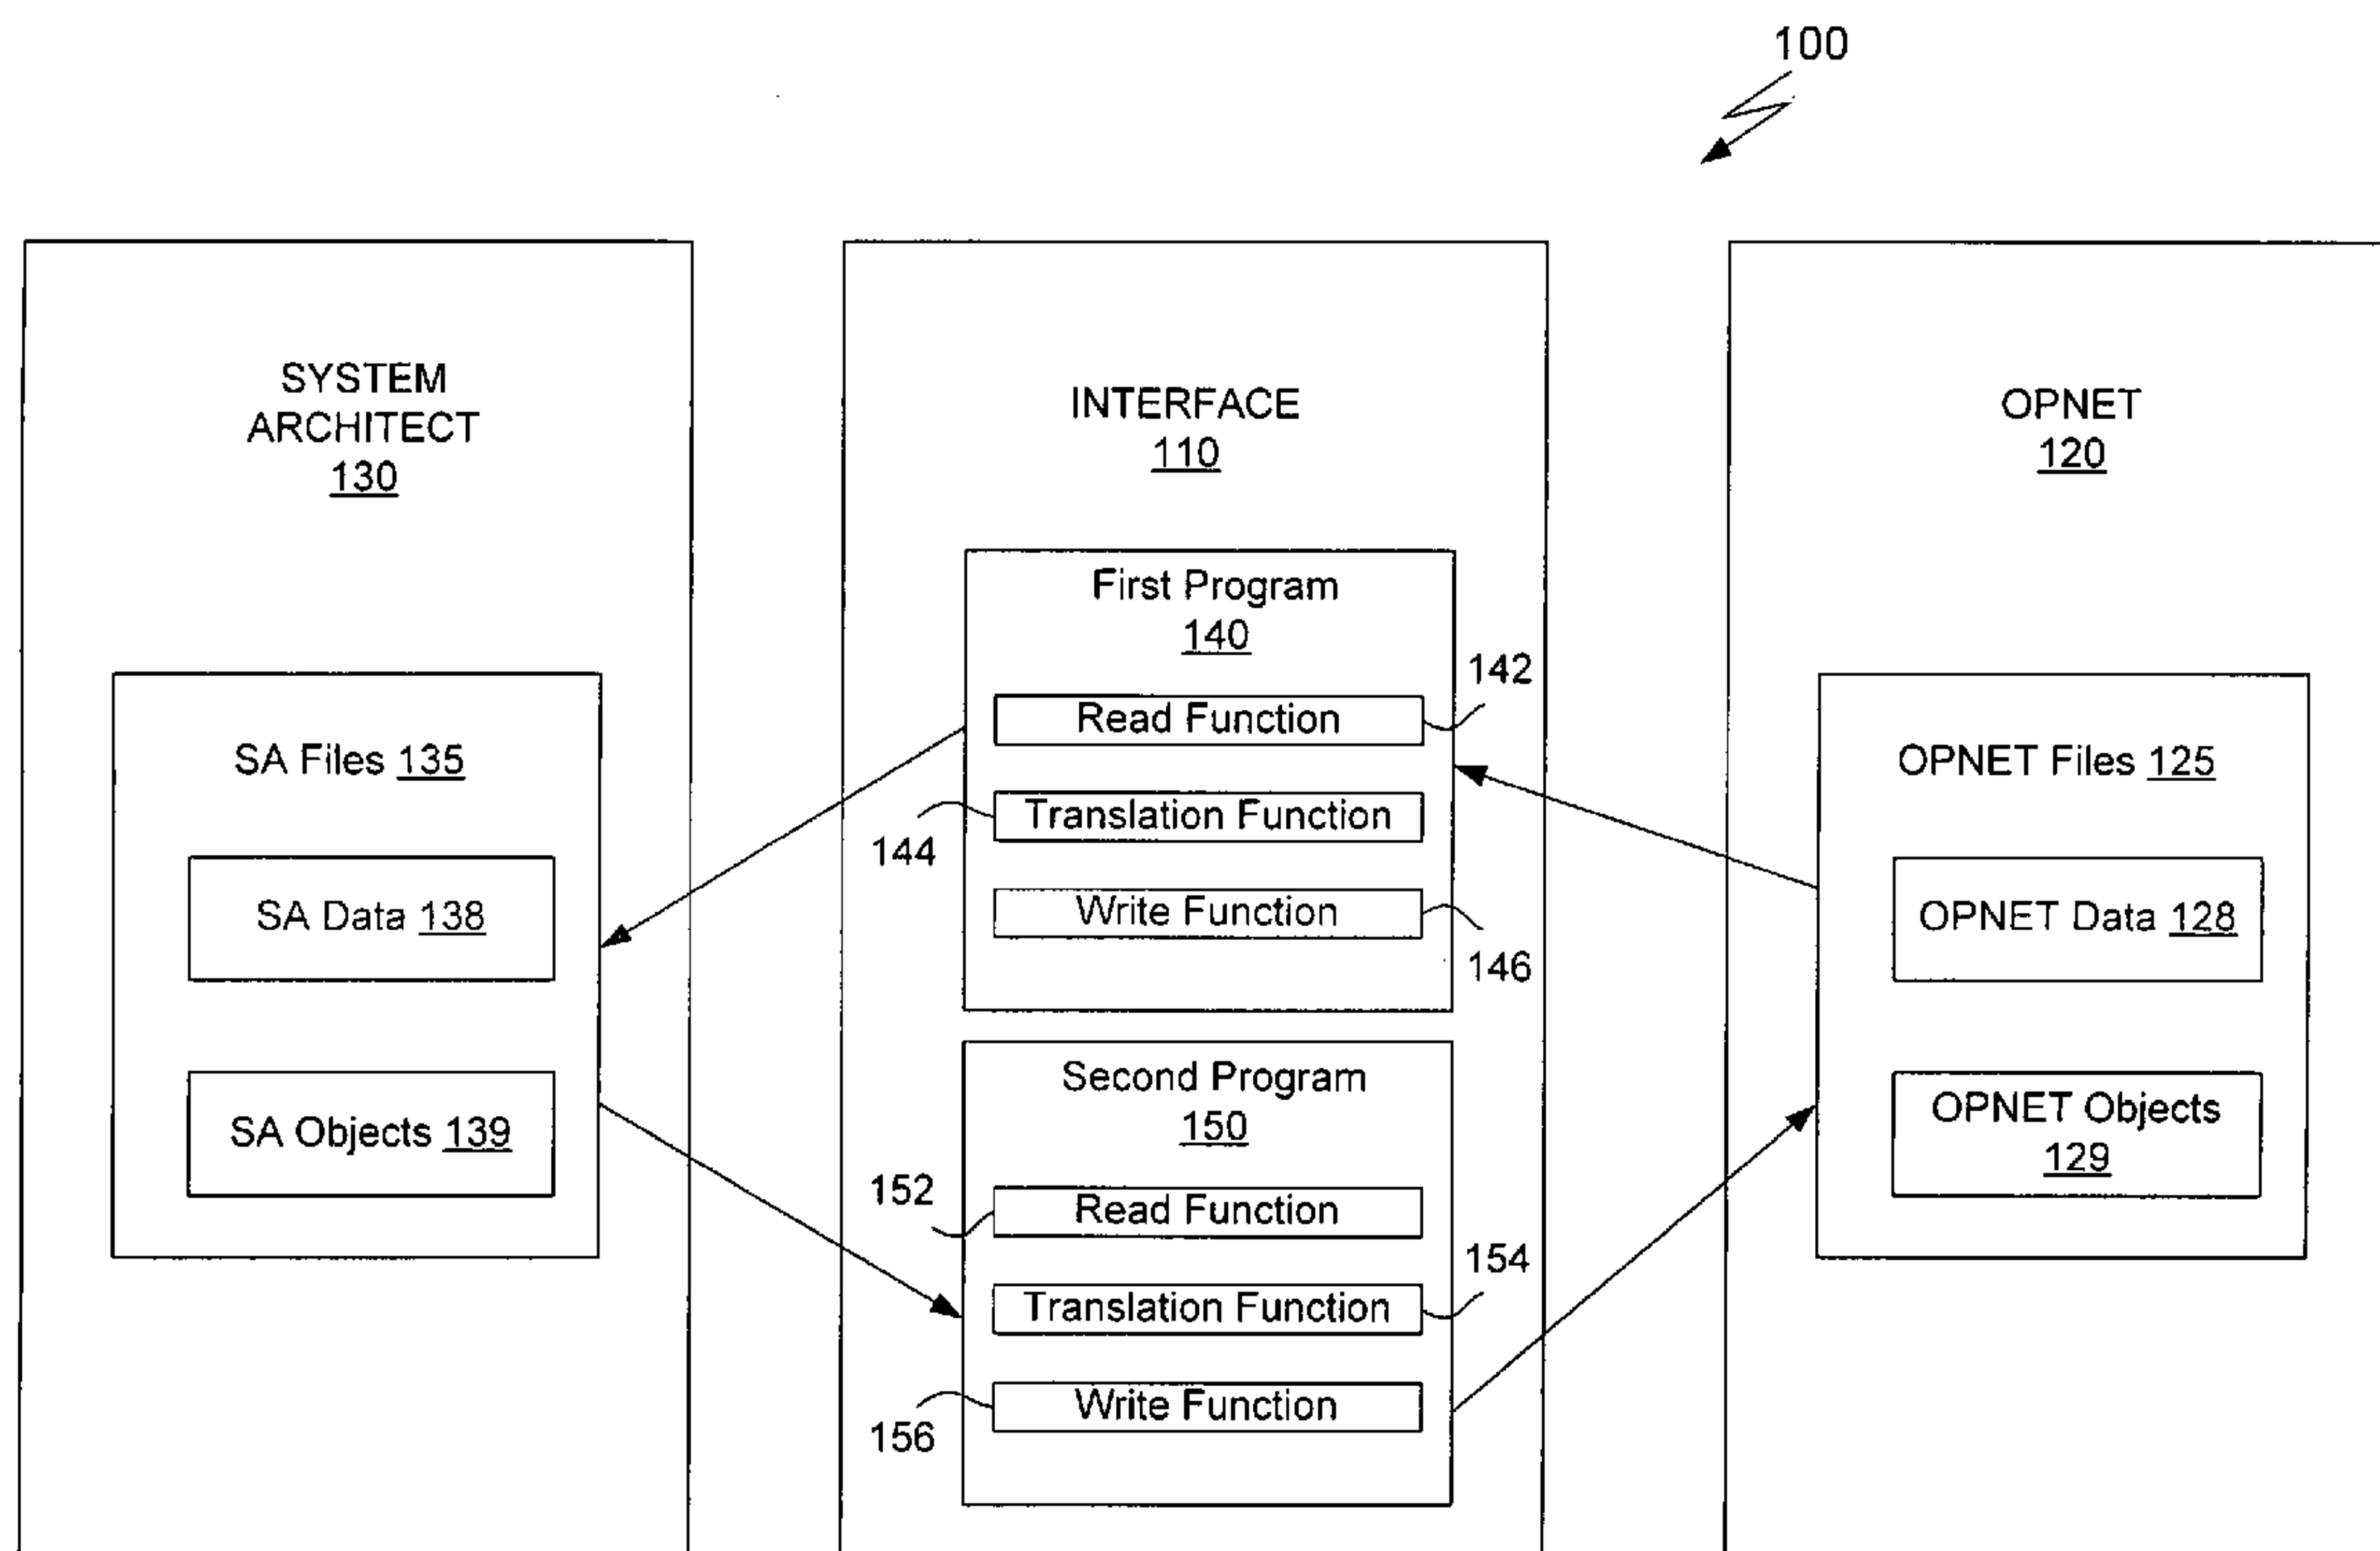 100
SYSTEM
ARCHITECT
130
SA Files 135
SA Data 138
SA Objects 139
INTERFACE
110
First Program
140
142
Read Function
Translation Function
144
Write Function
146
Second Program
150
152
Read Function
154
Translation Function
Write Function
156
OPNET
120
OPNET Files 125
OPNET Data 128
OPNET Objects
129